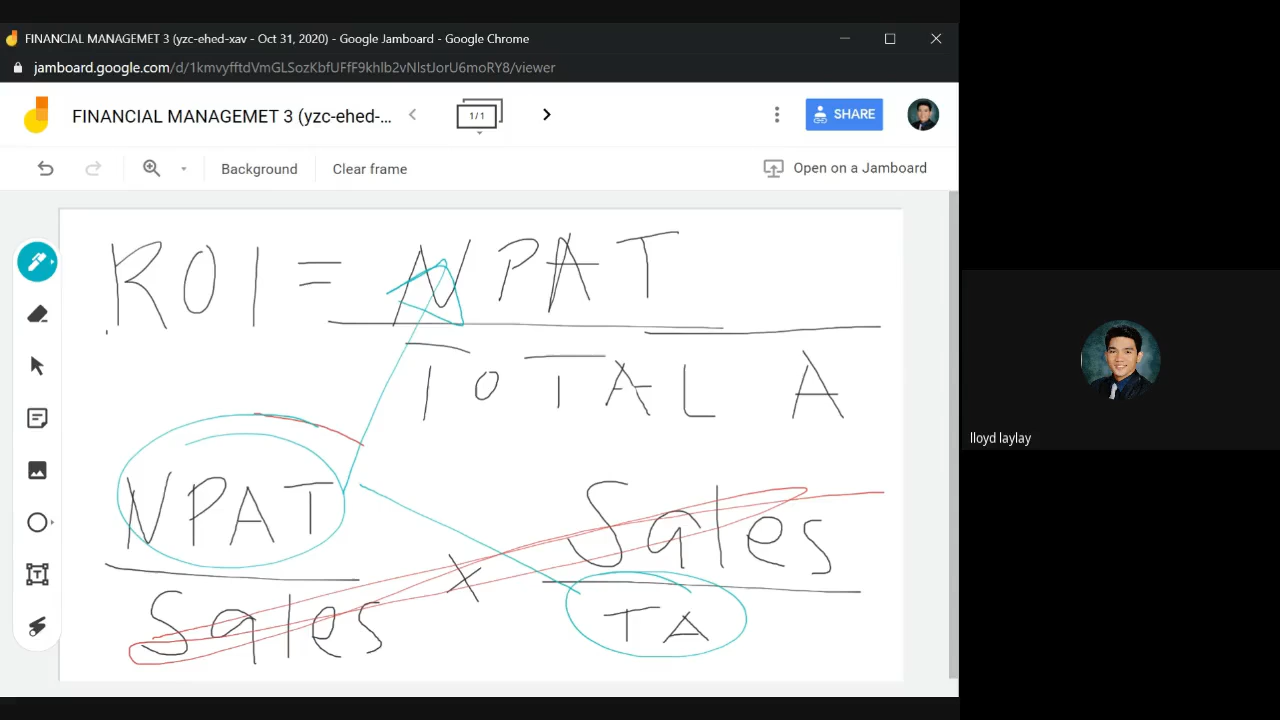 FINANCIAL MANAGEMET 3 (yzc-ehed-xav - Oct 31, 2020) - Google Jamboard - Google Chrome
jamboard.google.com/d/1kmvyfftdVmGLSozKbfUFfF9khlb2vNlstJorU6moRY8/viewer
FINANCIAL MANAGEMET 3 (yzc-ehed-...
1/1
SHARE
Background
Clear frame
Open on a Jamboard
ROI = NPAT
TOTAL A
NPAT
Sales
x
Sales
TA
lloyd laylay